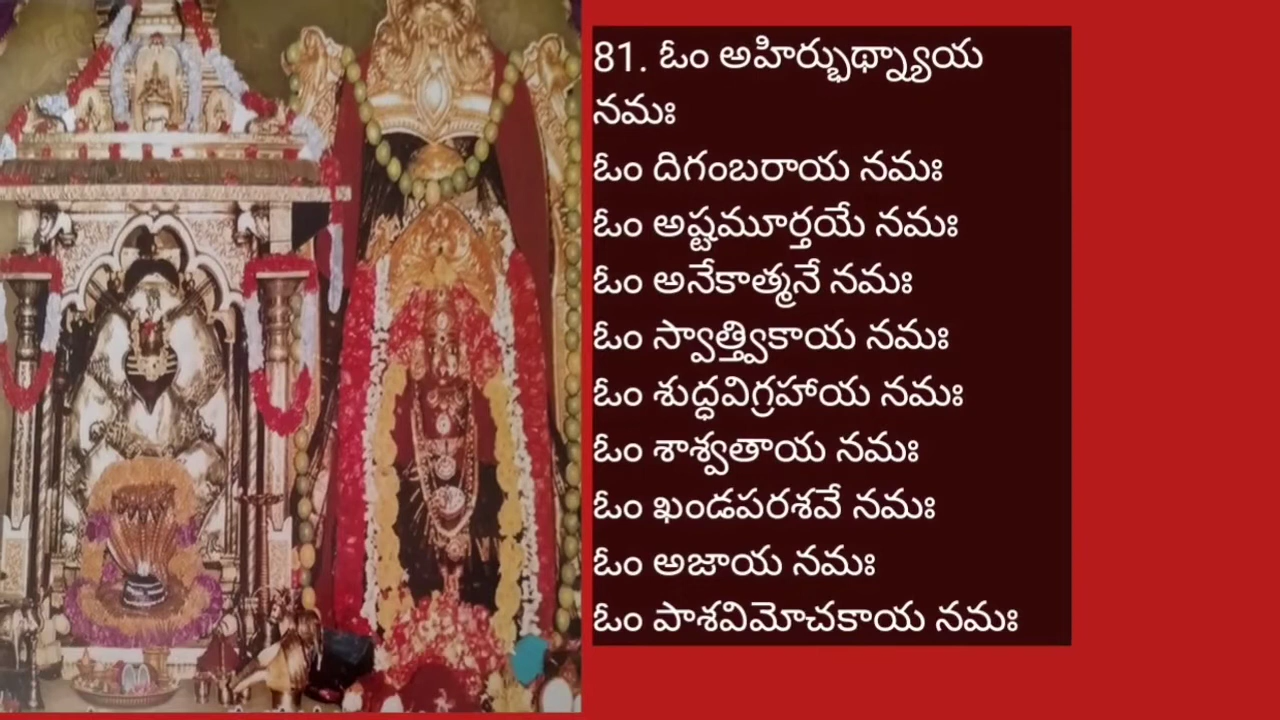 81. ఓం అహిర్భుథ్న్యాయ
నమః
ఓం దిగంబరాయ నమః
ఓం అష్టమూర్తయే నమః
ఓం అనేకాత్మనే నమః
ఓం స్వాత్త్వికాయ నమః
ఓం శుద్ధవిగ్రహాయ నమః
ఓం శాశ్వతాయ నమః
ఓం ఖండపరశవే నమః
ఓం అజాయ నమః
ఓం పాశవిమోచకాయ నమః